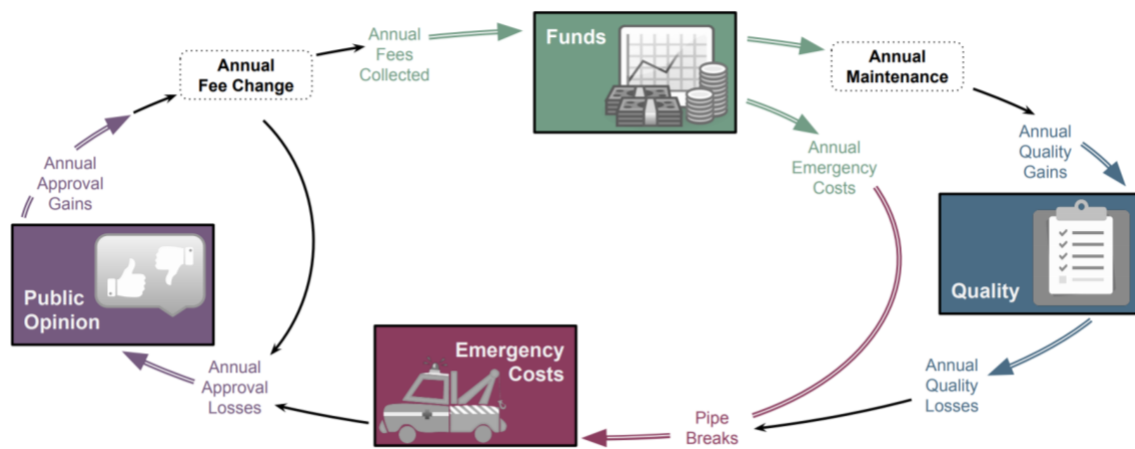 Annual
Fees
Collected
Funds
Annual
Fee Change
Annual
Maintenance
Annual
Quality
Gains
Annual
Emergency
Costs
Annual
Approval
Gains
Public
Opinion
Quality
Emergency
Costs
Annual
Approval
Losses
Annual
Quality
Losses
Pipe
Breaks